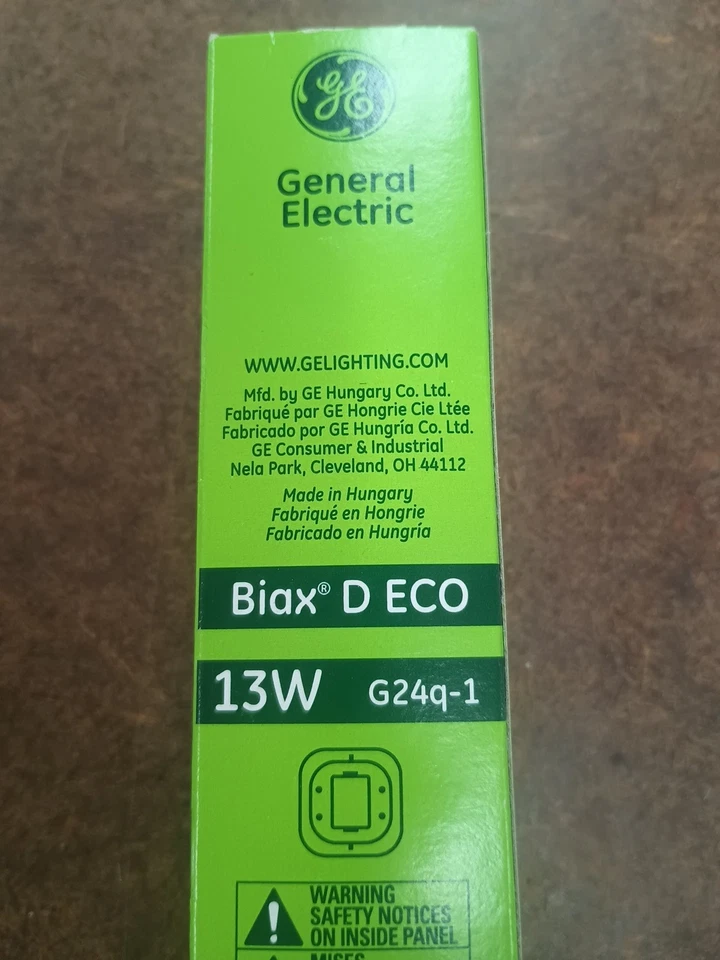 GE
General
Electric
WWW.GELIGHTING.COM
Mfd. by GE Hungary Co. Ltd.
Fabriqué par GE Hongrie Cie Ltée
Fabricado por GE Hungría Co. Ltd.
GE Consumer & Industrial
Nela Park, Cleveland, OH 44112
Made in Hungary
Fabriqué en Hongrie
Fabricado en Hungría
Biax® D ECO
13W G24q-1
WARNING
SAFETY NOTICES
ON INSIDE PANEL
MISES